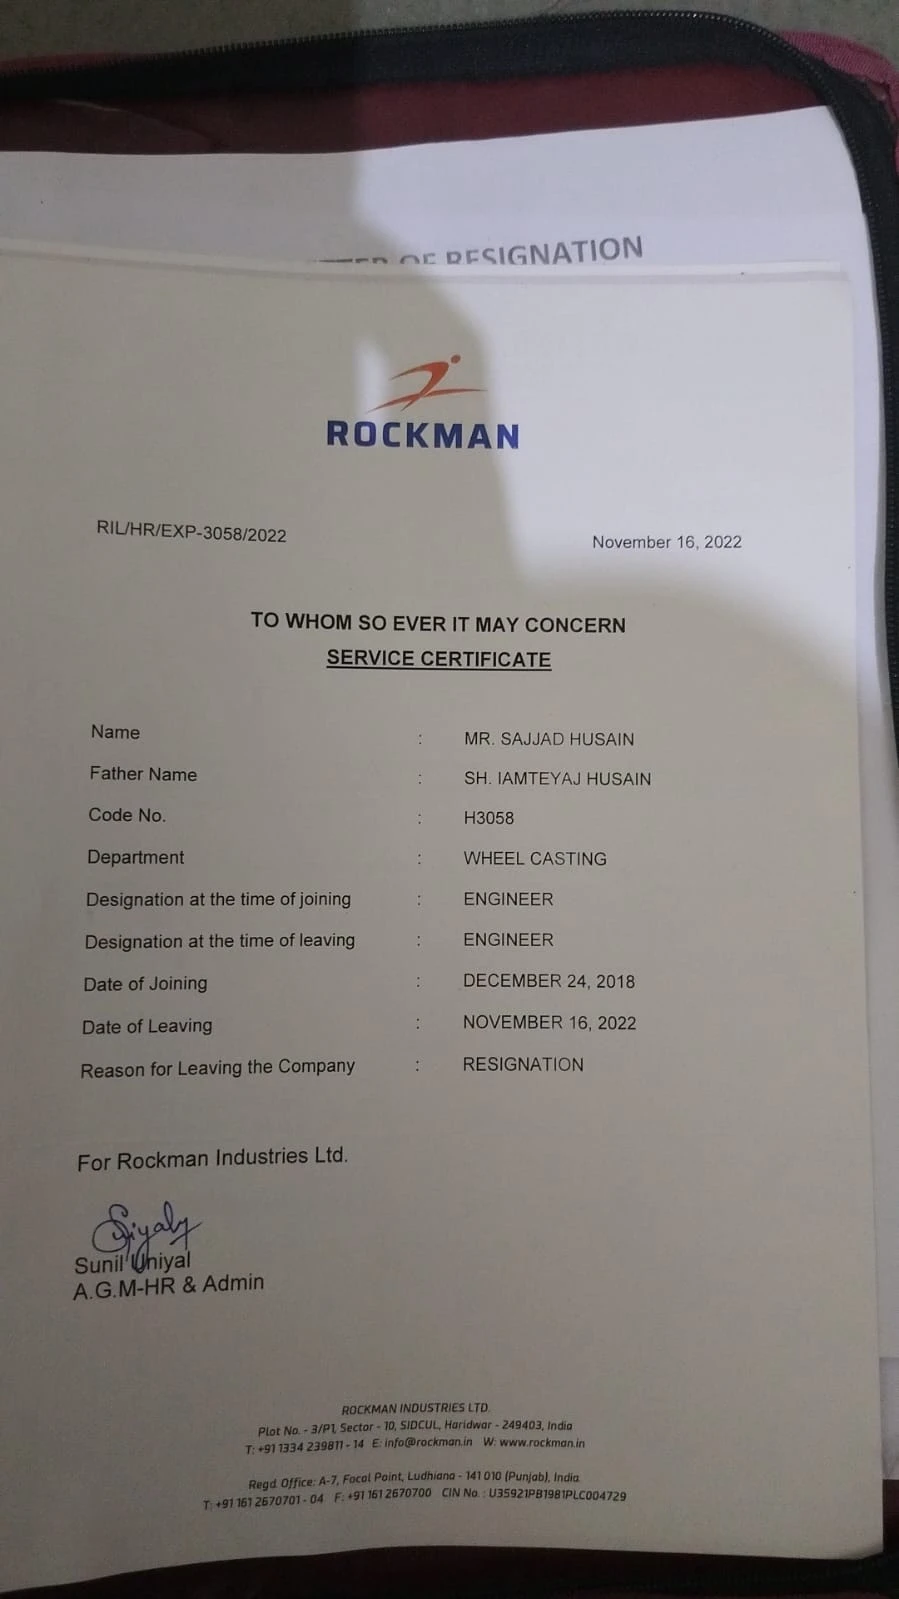 OF RESIGNATION
ROCKMAN
RIL/HR/EXP-3058/2022
November 16, 2022
TO WHOM SO EVER IT MAY CONCERN
SERVICE CERTIFICATE
Name : MR. SAJJAD HUSAIN
Father Name : SH. IAMTEYAJ HUSAIN
Code No. : H3058
Department : WHEEL CASTING
Designation at the time of joining : ENGINEER
Designation at the time of leaving : ENGINEER
Date of Joining : DECEMBER 24, 2018
Date of Leaving : NOVEMBER 16, 2022
Reason for Leaving the Company : RESIGNATION
For Rockman Industries Ltd.
Sunil Uniyal
A.G.M-HR & Admin
ROCKMAN INDUSTRIES LTD.
Plot No. - 3/P1, Sector - 10, SIDCUL, Haridwar - 249403, India
T: +91 1334 239811 - 14 E: info@rockman.in W: www.rockman.in
Regd. Office: A-7, Focal Point, Ludhiana - 141 010 (Punjab), India.
T: +91 161 2670701 - 04 F: +91 161 2670700 CIN No. : U35921PB1981PLC004729